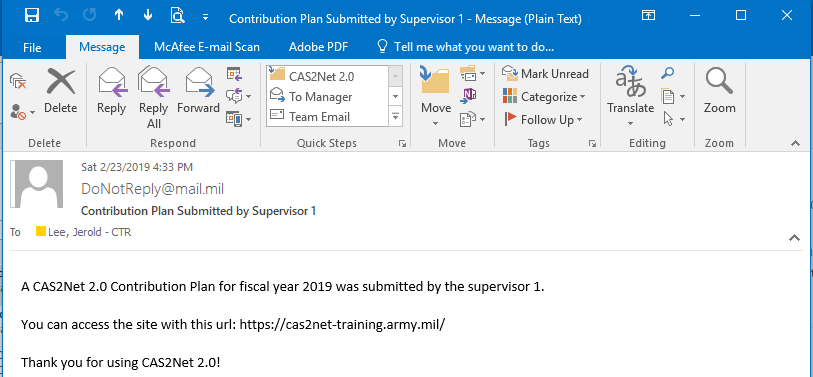 Contribution Plan Submitted by Supervisor 1 - Message (Plain Text)
File Message McAfee E-mail Scan Adobe PDF Tell me what you want to do...
Delete Reply Reply All Forward
CAS2Net 2.0
To Manager
Team Email
Move
Mark Unread
Categorize
Follow Up
Translate
Zoom
Delete Respond Quick Steps Move Tags Editing Zoom
Sat 2/23/2019 4:33 PM
DoNotReply@mail.mil
Contribution Plan Submitted by Supervisor 1
To Lee, Jerold - CTR
A CAS2Net 2.0 Contribution Plan for fiscal year 2019 was submitted by the supervisor 1.
You can access the site with this url: https://cas2net-training.army.mil/
Thank you for using CAS2Net 2.0!